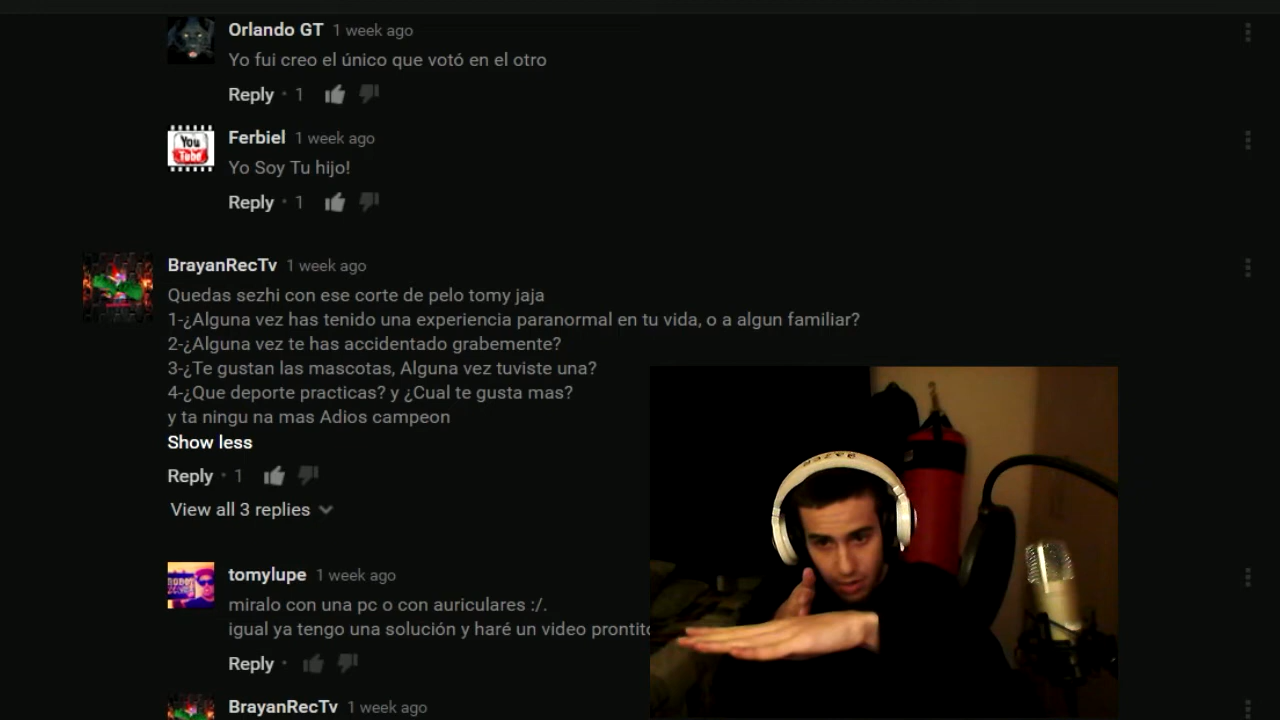 Orlando GT 1 week ago
Yo fui creo el único que votó en el otro
Reply · 1
You
Tube
Ferbiel 1 week ago
Yo Soy Tu hijo!
Reply · 1
BrayanRecTv 1 week ago
Quedas sezhi con ese corte de pelo tomy jaja
1-¿Alguna vez has tenido una experiencia paranormal en tu vida, o a algun familiar?
2-¿Alguna vez te has accidentado grabemente?
3-¿Te gustan las mascotas, Alguna vez tuviste una?
4-¿Que deporte practicas? y ¿Cual te gusta mas?
y ta ningu na mas Adios campeon
Show less
Reply · 1
View all 3 replies
RAZER
tomylupe 1 week ago
miralo con una pc o con auriculares :/.
igual ya tengo una solución y haré un video prontito
Reply ·
BrayanRecTv 1 week ago